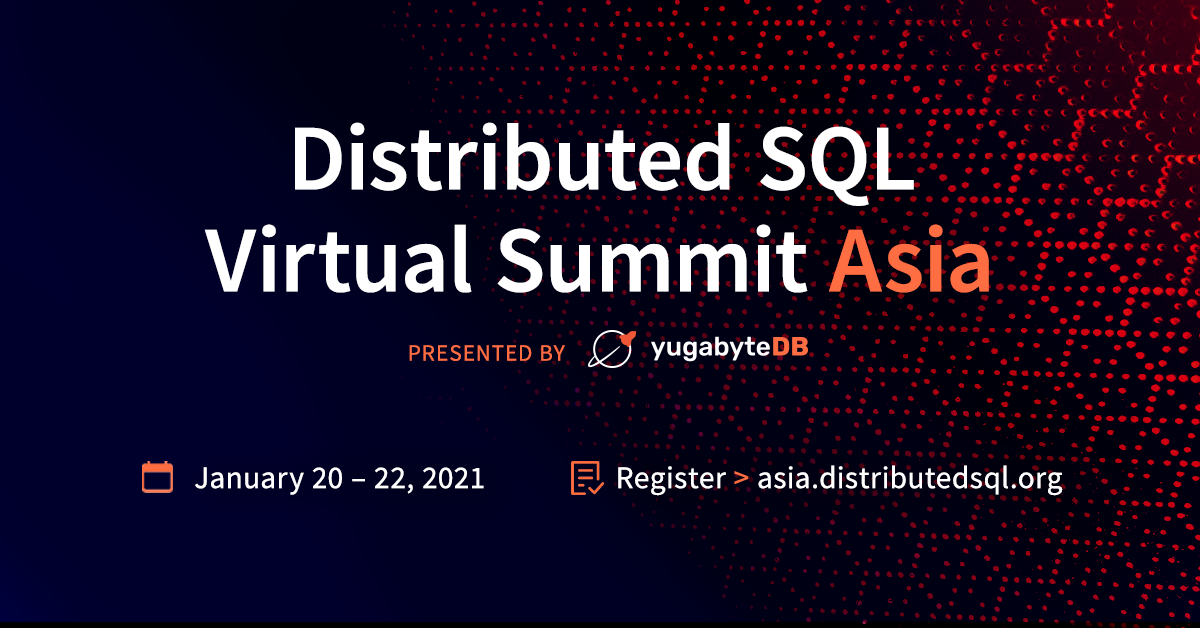 Distributed SQL
Virtual Summit Asia
PRESENTED BY yugabyteDB
January 20 – 22, 2021
Register > asia.distributedsql.org